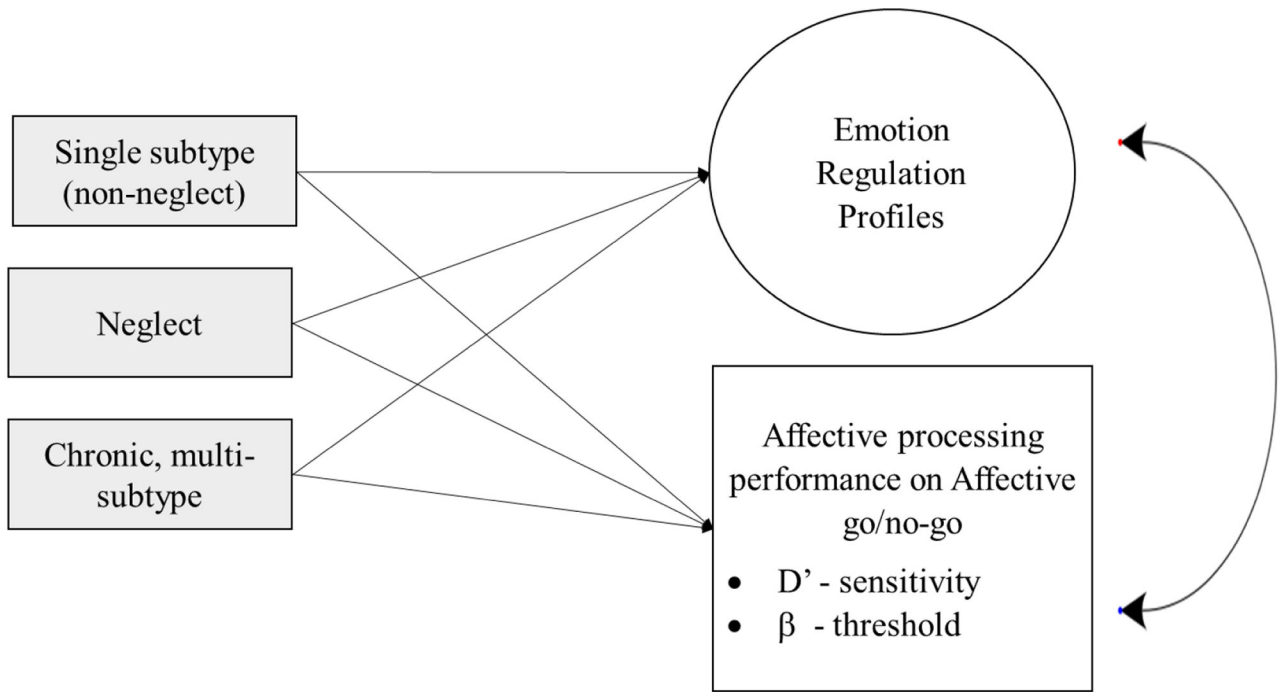 Single subtype
(non-neglect)
Neglect
Chronic, multi-
subtype
Emotion
Regulation
Profiles
Affective processing
performance on Affective
go/no-go
• D’ - sensitivity
• β - threshold